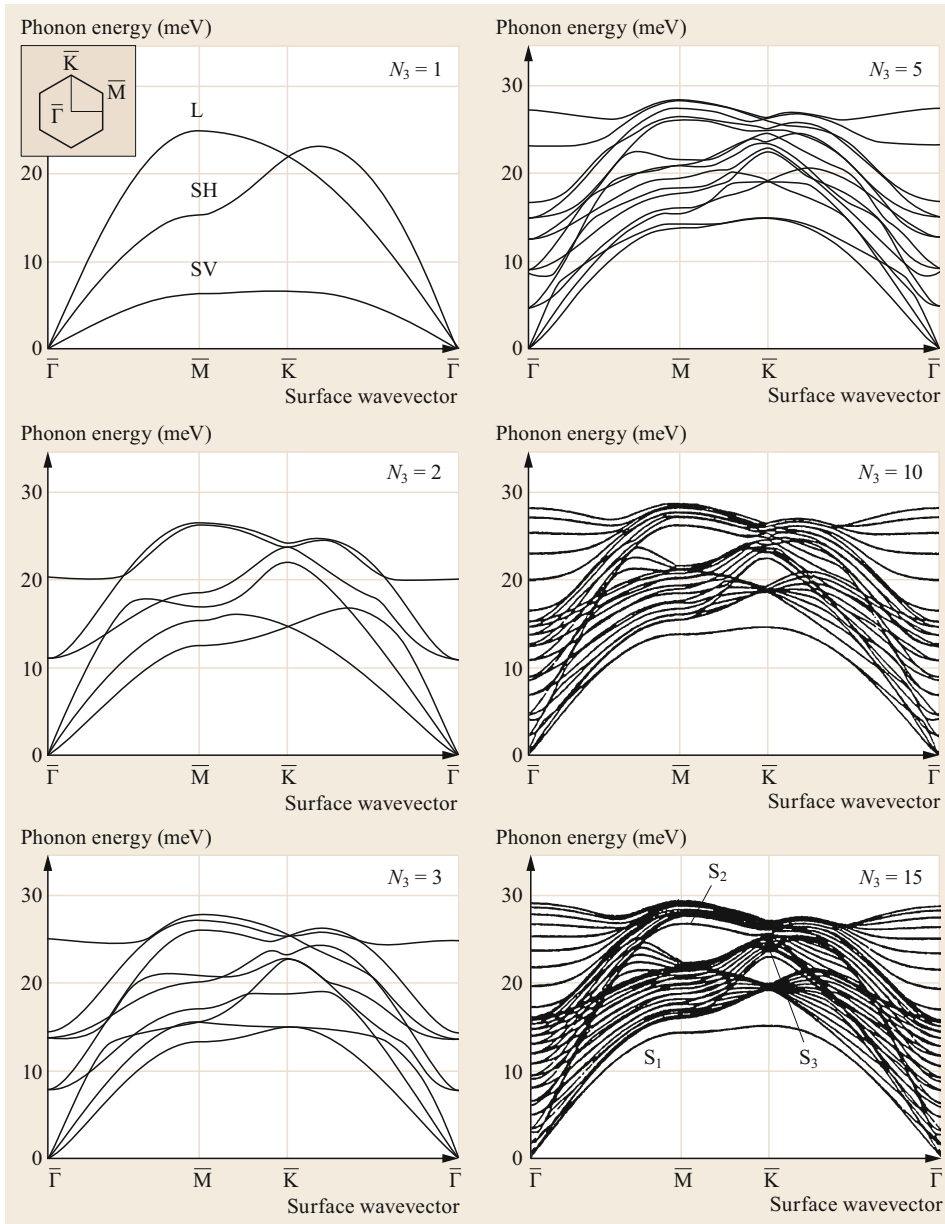 Phonon energy (meV)
N₃ = 1
K̄
M̄
Γ̄
L
SH
SV
20
10
0
Γ̄ M̄ K̄ Γ̄
Surface wavevector
Phonon energy (meV)
N₃ = 5
30
20
10
0
Γ̄ M̄ K̄ Γ̄
Surface wavevector
Phonon energy (meV)
N₃ = 2
30
20
10
0
Γ̄ M̄ K̄ Γ̄
Surface wavevector
Phonon energy (meV)
N₃ = 10
30
20
10
0
Γ̄ M̄ K̄ Γ̄
Surface wavevector
Phonon energy (meV)
N₃ = 3
30
20
10
0
Γ̄ M̄ K̄ Γ̄
Surface wavevector
Phonon energy (meV)
N₃ = 15
S₂
30
20
10
S₁ S₃
0
Γ̄ M̄ K̄ Γ̄
Surface wavevector